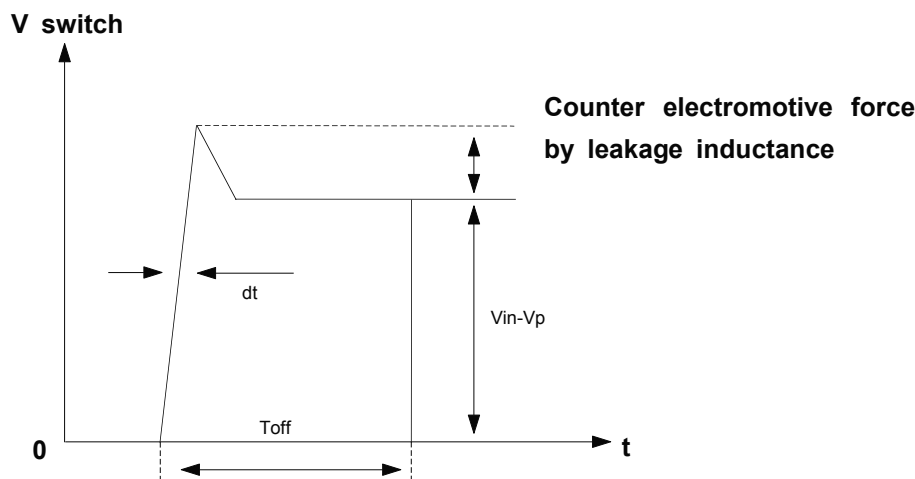 V switch
Counter electromotive force
by leakage inductance
dt
Vin-Vp
Toff
0
t